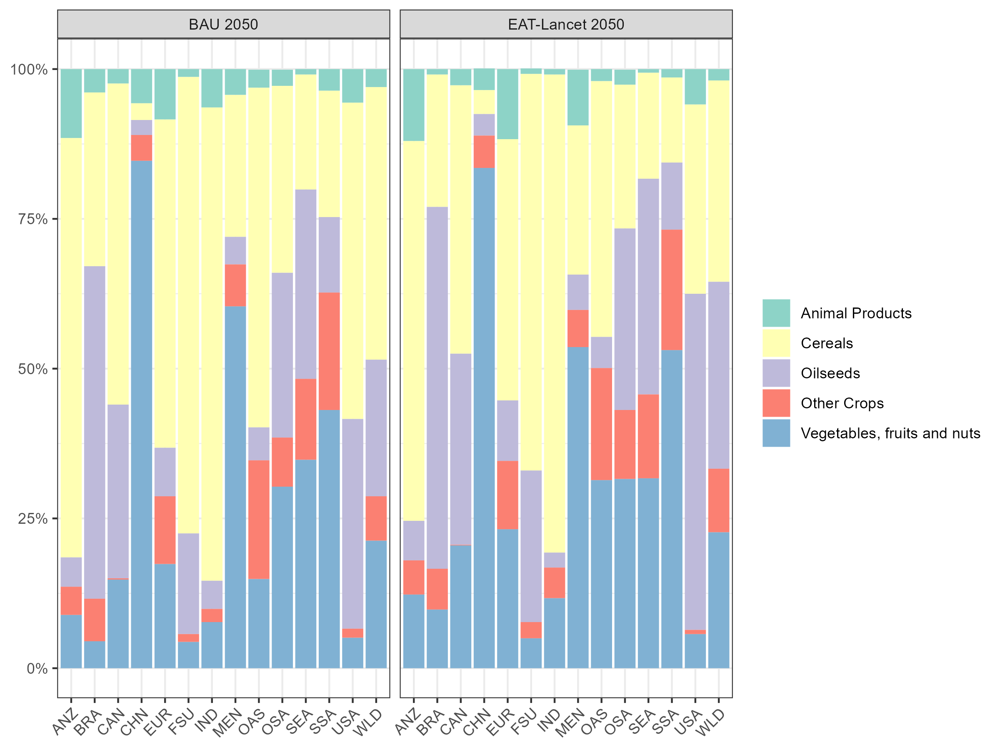 BAU 2050
EAT-Lancet 2050
100%
75%
50%
25%
0%
ANZ
BRA
CAN
CHN
EUR
FSU
IND
MEN
OAS
OSA
SEA
SSA
USA
WLD
ANZ
BRA
CAN
CHN
EUR
FSU
IND
MEN
OAS
OSA
SEA
SSA
USA
WLD
Animal Products
Cereals
Oilseeds
Other Crops
Vegetables, fruits and nuts